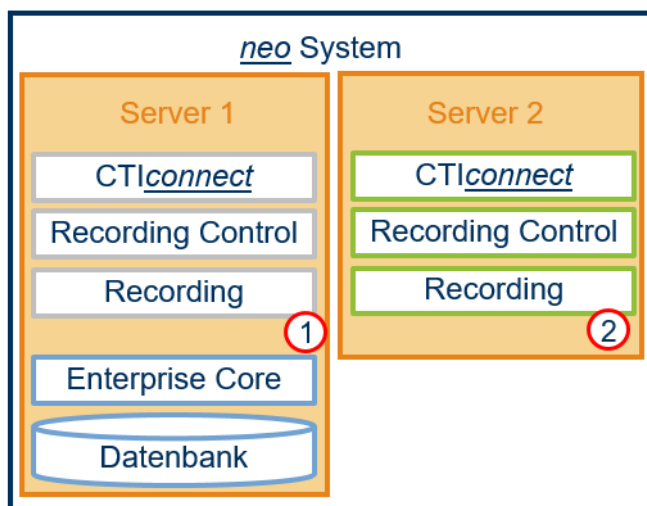 neo System
Server 1
CTIconnect
Recording Control
Recording
1
Enterprise Core
Datenbank
Server 2
CTIconnect
Recording Control
Recording
2